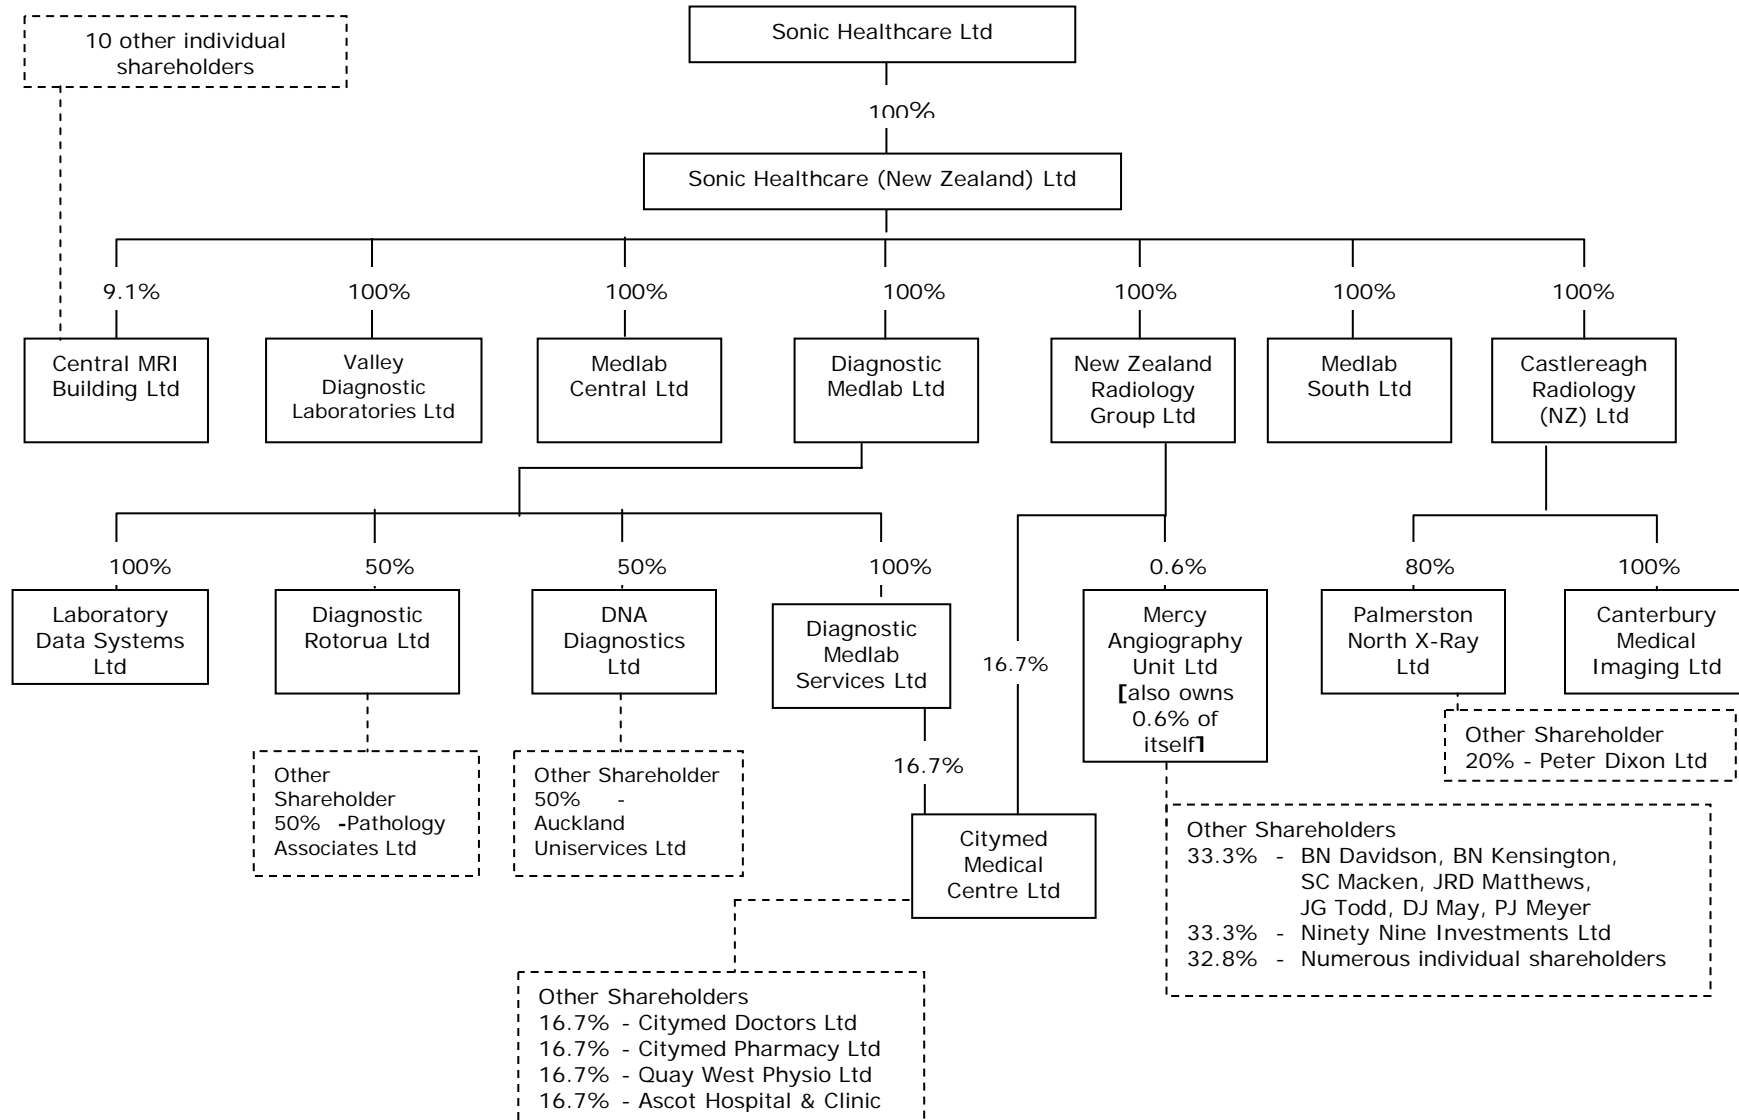 10 other individual
shareholders
Sonic Healthcare Ltd
100%
Sonic Healthcare (New Zealand) Ltd
9.1%
100%
100%
100%
100%
100%
100%
Central MRI
Building Ltd
Valley
Diagnostic
Laboratories Ltd
Medlab
Central Ltd
Diagnostic
Medlab Ltd
New Zealand
Radiology
Group Ltd
Medlab
South Ltd
Castlereagh
Radiology
(NZ) Ltd
100%
50%
50%
100%
0.6%
80%
100%
Laboratory
Data Systems
Ltd
Diagnostic
Rotorua Ltd
DNA
Diagnostics
Ltd
Diagnostic
Medlab
Services Ltd
16.7%
Mercy
Angiography
Unit Ltd
[also owns
0.6% of
itself]
Palmerston
North X-Ray
Ltd
Canterbury
Medical
Imaging Ltd
Other Shareholder
20% - Peter Dixon Ltd
Other
Shareholder
50% -Pathology
Associates Ltd
Other Shareholder
50% -
Auckland
Uniservices Ltd
16.7%
Citymed
Medical
Centre Ltd
Other Shareholders
33.3% - BN Davidson, BN Kensington,
SC Macken, JRD Matthews,
JG Todd, DJ May, PJ Meyer
33.3% - Ninety Nine Investments Ltd
32.8% - Numerous individual shareholders
Other Shareholders
16.7% - Citymed Doctors Ltd
16.7% - Citymed Pharmacy Ltd
16.7% - Quay West Physio Ltd
16.7% - Ascot Hospital & Clinic